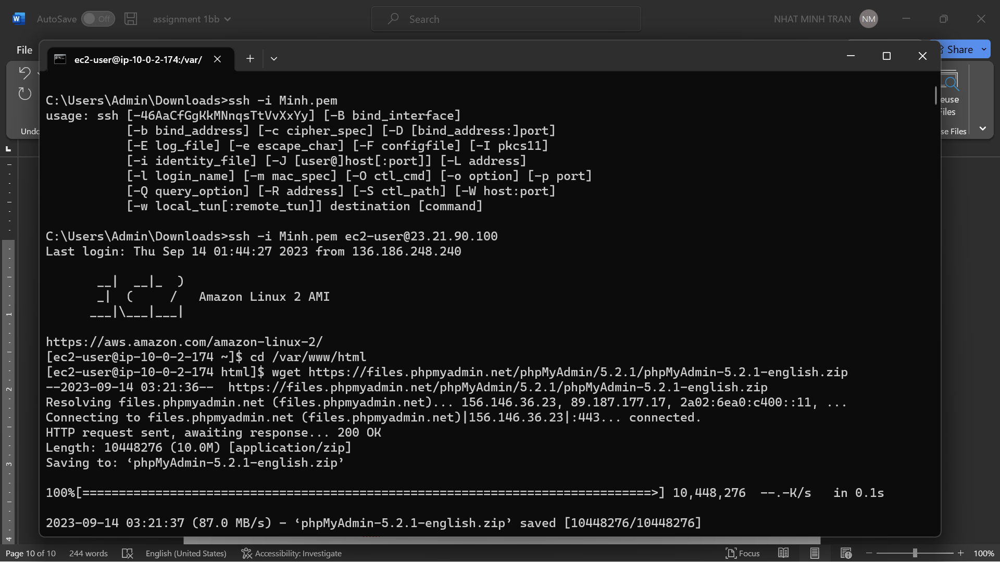 AutoSave Off assignment 1bb Search NHAT MINH TRAN NM
File Share
ec2-user@ip-10-0-2-174:/var/
C:\Users\Admin\Downloads>ssh -i Minh.pem
usage: ssh [-46AaCfGgKkMNnqsTtVvXxYy] [-B bind_interface]
[-b bind_address] [-c cipher_spec] [-D [bind_address:]port]
[-E log_file] [-e escape_char] [-F configfile] [-I pkcs11]
[-i identity_file] [-J [user@]host[:port]] [-L address]
[-l login_name] [-m mac_spec] [-O ctl_cmd] [-o option] [-p port]
[-Q query_option] [-R address] [-S ctl_path] [-W host:port]
[-w local_tun[:remote_tun]] destination [command]
C:\Users\Admin\Downloads>ssh -i Minh.pem ec2-user@23.21.90.100
Last login: Thu Sep 14 01:44:27 2023 from 136.186.248.240
__|  __|_  )
_|  (     /   Amazon Linux 2 AMI
___|\___|___|
https://aws.amazon.com/amazon-linux-2/
[ec2-user@ip-10-0-2-174 ~]$ cd /var/www/html
[ec2-user@ip-10-0-2-174 html]$ wget https://files.phpmyadmin.net/phpMyAdmin/5.2.1/phpMyAdmin-5.2.1-english.zip
--2023-09-14 03:21:36--  https://files.phpmyadmin.net/phpMyAdmin/5.2.1/phpMyAdmin-5.2.1-english.zip
Resolving files.phpmyadmin.net (files.phpmyadmin.net)... 156.146.36.23, 89.187.177.17, 2a02:6ea0:c400::11, ...
Connecting to files.phpmyadmin.net (files.phpmyadmin.net)|156.146.36.23|:443... connected.
HTTP request sent, awaiting response... 200 OK
Length: 10448276 (10.0M) [application/zip]
Saving to: ‘phpMyAdmin-5.2.1-english.zip’
100%[==============================================================================>] 10,448,276  --.-K/s   in 0.1s
2023-09-14 03:21:37 (87.0 MB/s) - ‘phpMyAdmin-5.2.1-english.zip’ saved [10448276/10448276]
Undo
euse
Files
se Files
1
2
3
4
Page 10 of 10 244 words English (United States) Accessibility: Investigate Focus 100%